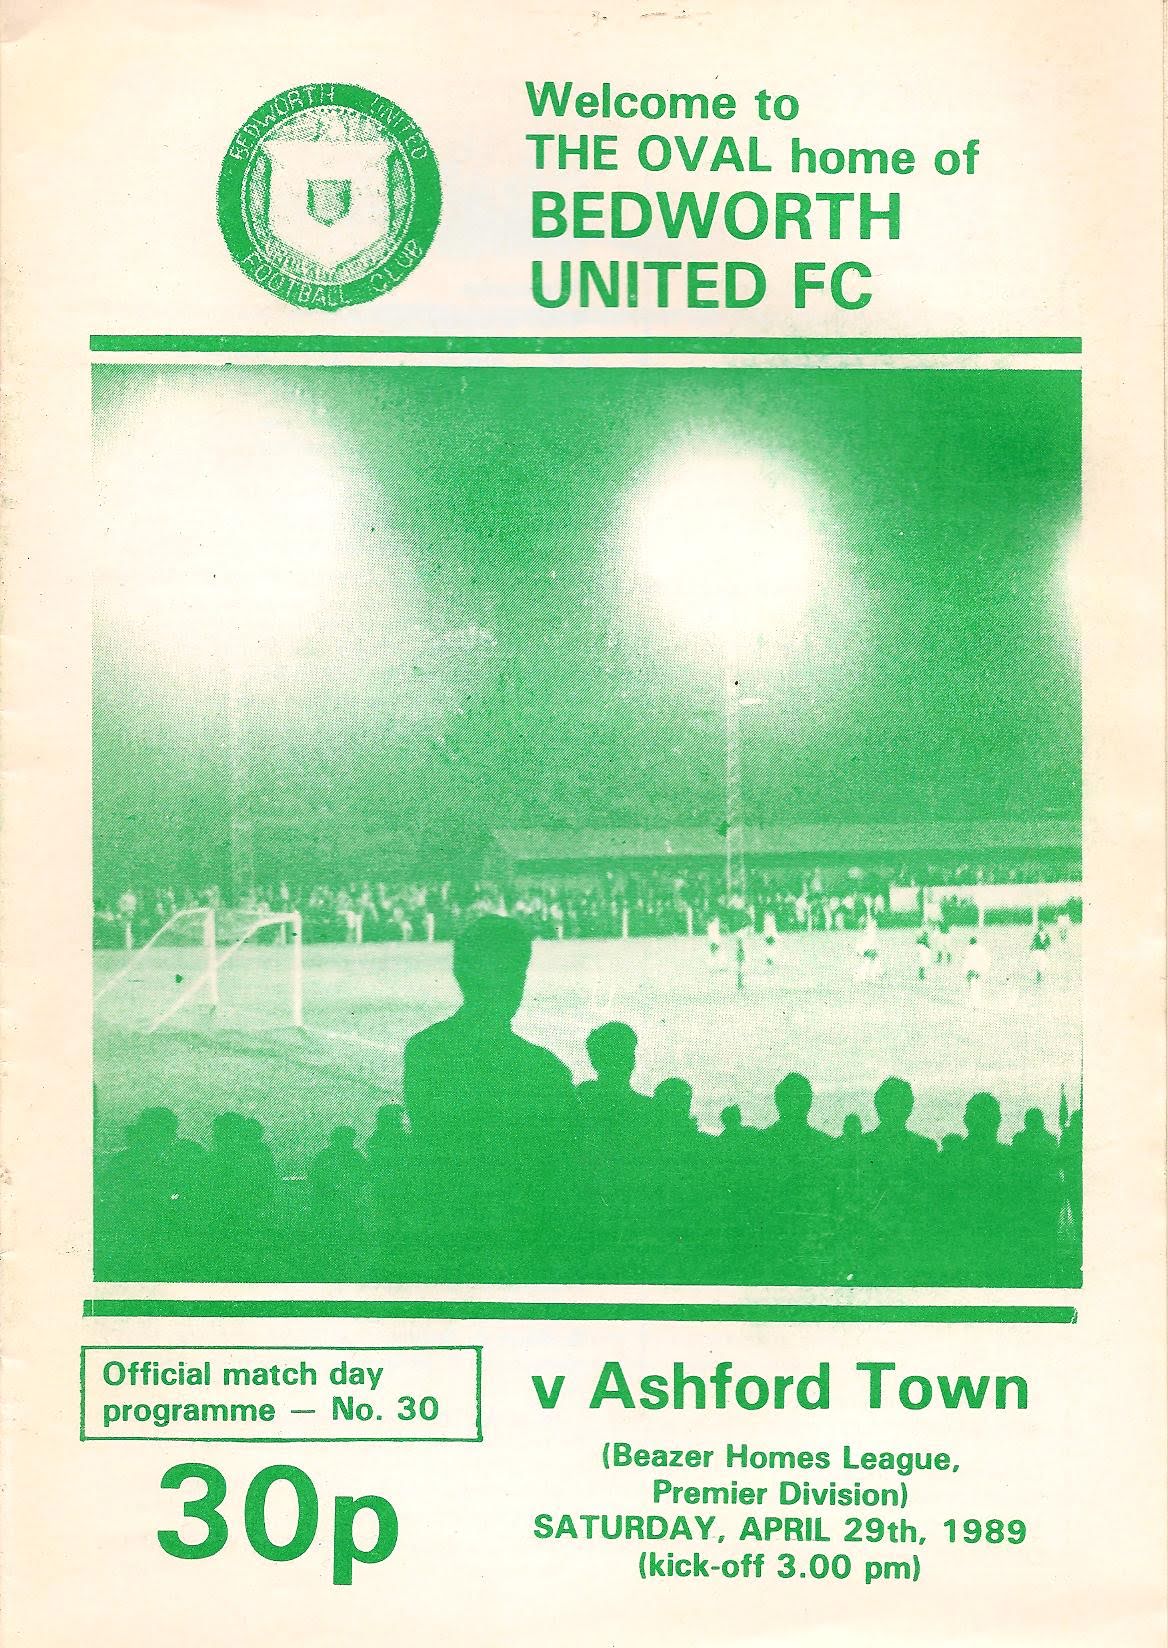 BEDWORTH UNITED
FOOTBALL CLUB
Welcome to
THE OVAL home of
BEDWORTH
UNITED FC
Official match day
programme — No. 30
30p
v Ashford Town
(Beazer Homes League,
Premier Division)
SATURDAY, APRIL 29th, 1989
(kick-off 3.00 pm)